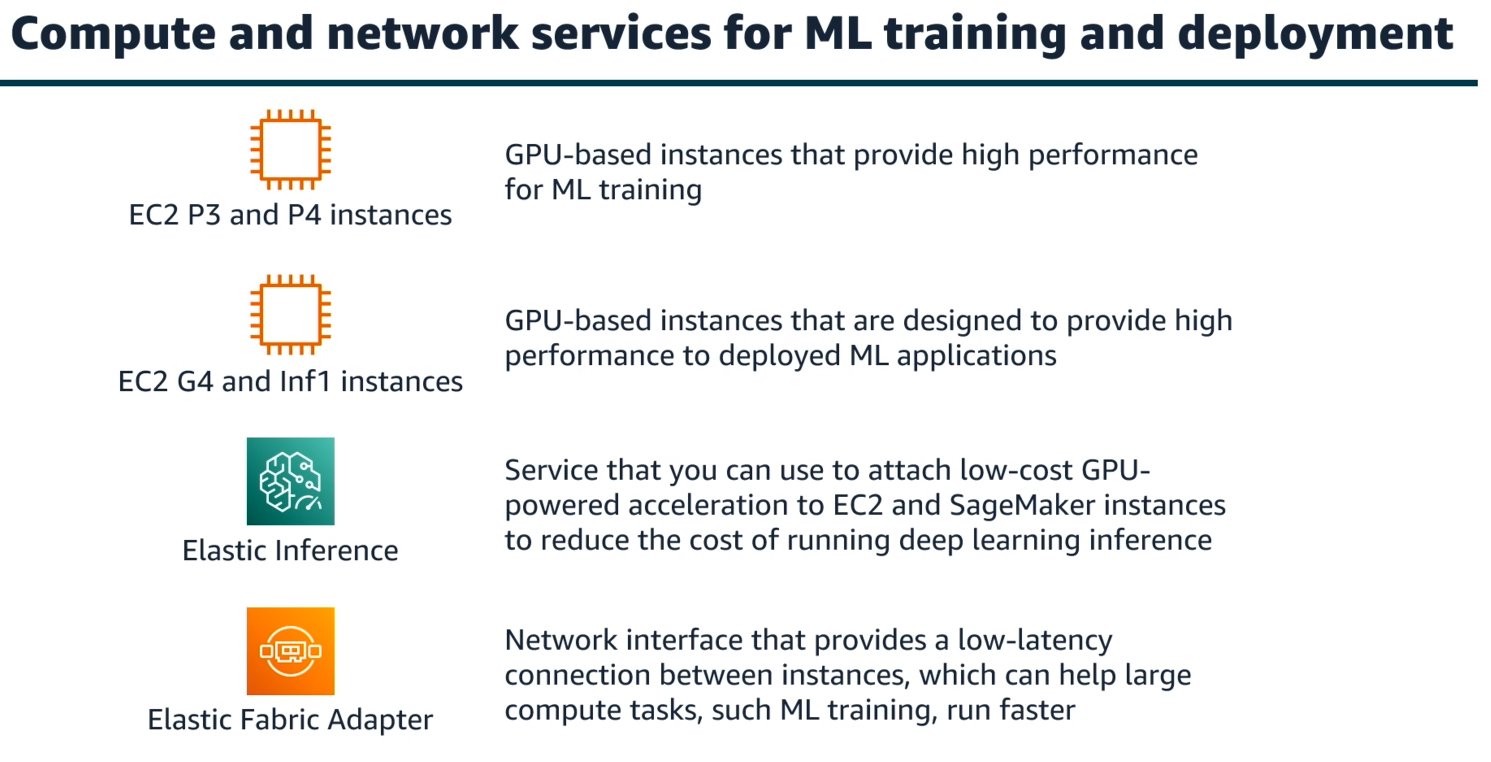 Compute and network services for ML training and deployment
EC2 P3 and P4 instances
GPU-based instances that provide high performance
for ML training
EC2 G4 and Inf1 instances
GPU-based instances that are designed to provide high
performance to deployed ML applications
Elastic Inference
Service that you can use to attach low-cost GPU-
powered acceleration to EC2 and SageMaker instances
to reduce the cost of running deep learning inference
Elastic Fabric Adapter
Network interface that provides a low-latency
connection between instances, which can help large
compute tasks, such ML training, run faster